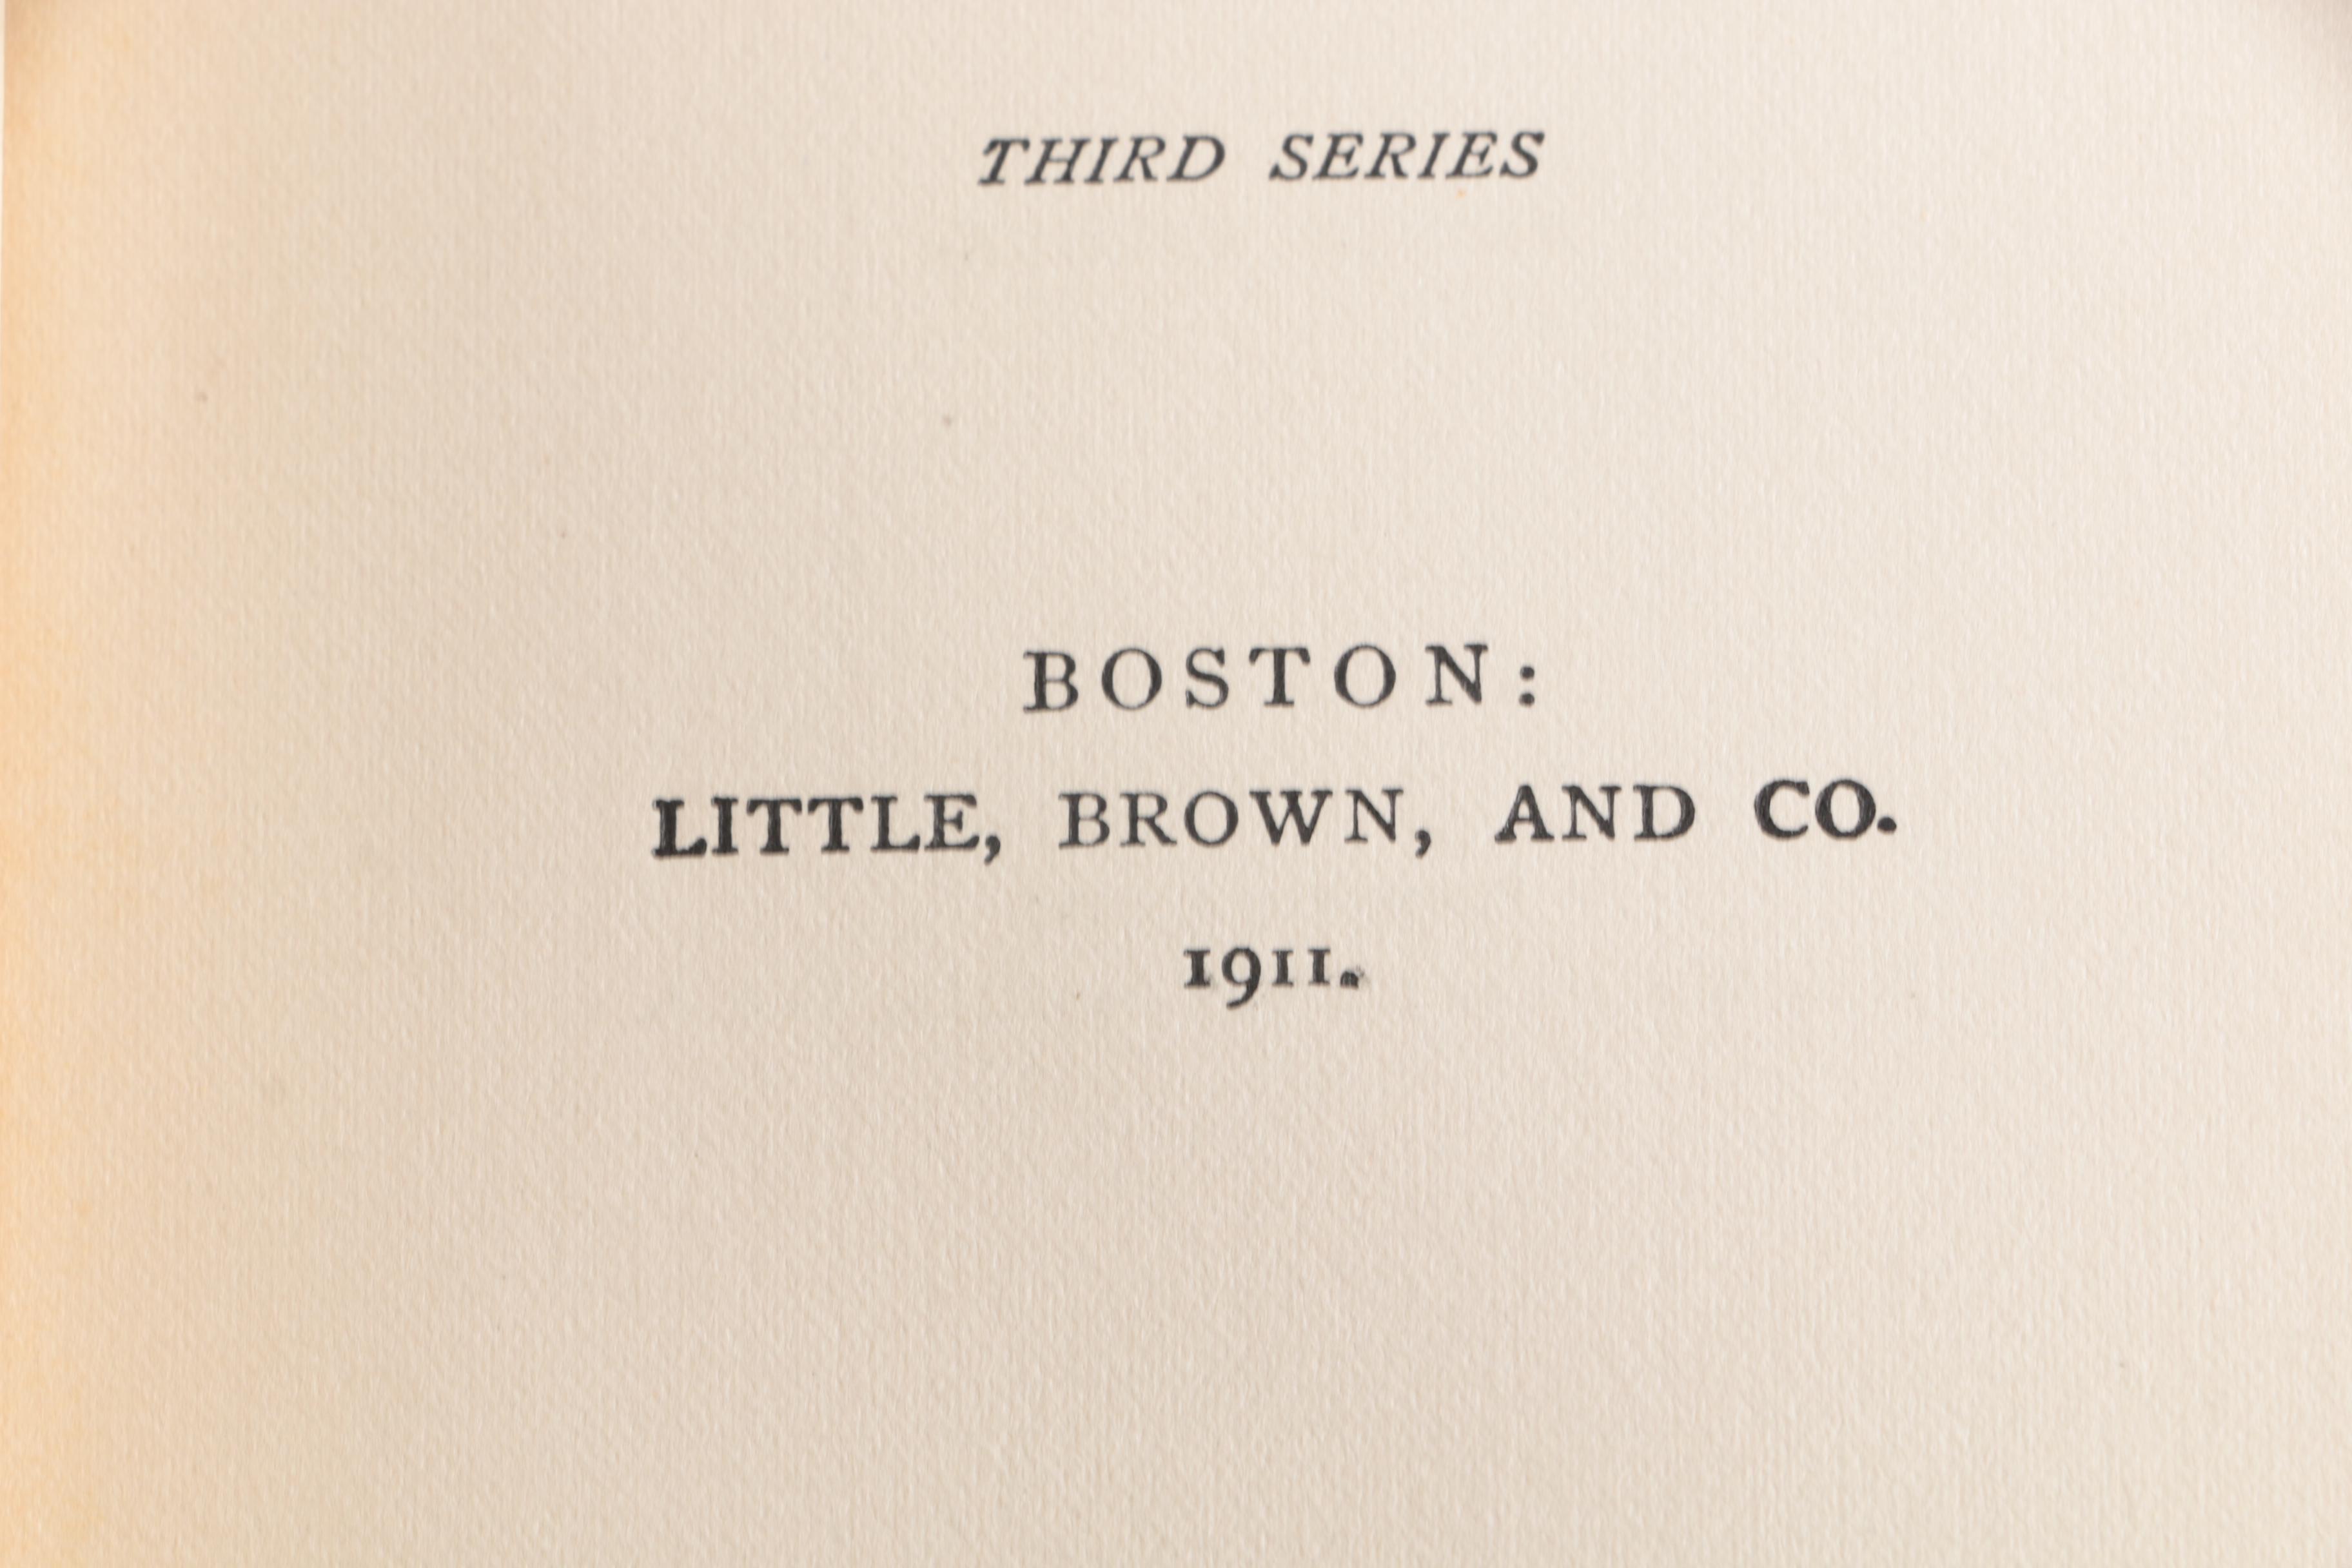 THIRD SERIES
BOSTON:
LITTLE, BROWN, AND CO.
1911.